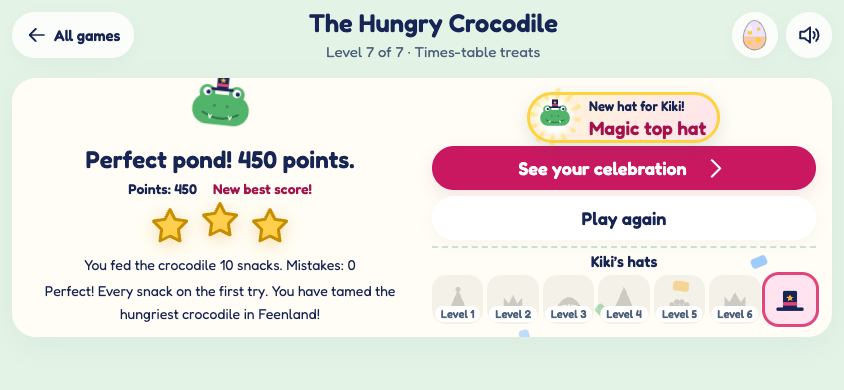 All games
The Hungry Crocodile
Level 7 of 7 · Times-table treats
Perfect pond! 450 points.
Points: 450 New best score!
You fed the crocodile 10 snacks. Mistakes: 0
Perfect! Every snack on the first try. You have tamed the
hungriest crocodile in Feenland!
New hat for Kiki!
Magic top hat
See your celebration
Play again
Kiki's hats
Level 1 Level 2 Level 3 Level 4 Level 5 Level 6